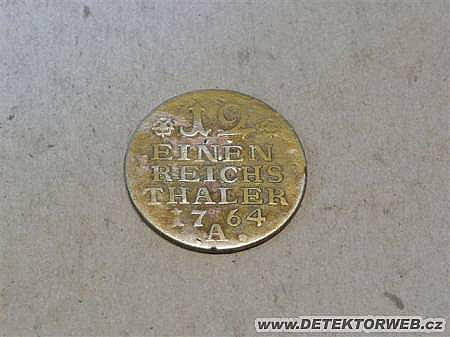 12
EINEN
REICHS
THALER
1764
A.
WWW.DETEKTORWEB.CZ